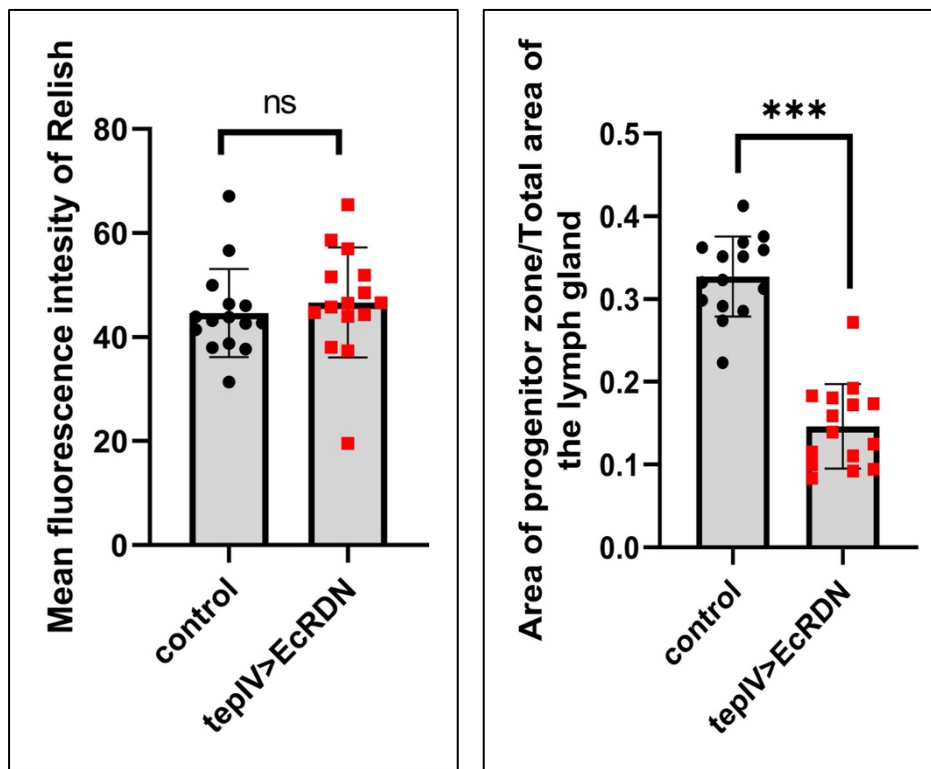 Mean fluorescence intesity of Relish
ns
80
60
40
20
0
control
tepIV>EcRDN
Area of progenitor zone/Total area of
the lymph gland
***
0.5
0.4
0.3
0.2
0.1
0.0
control
tepIV>EcRDN